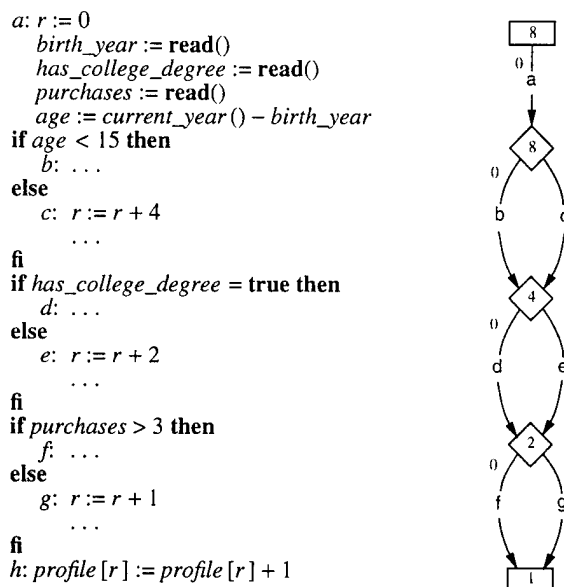 a: r := 0
birth_year := read()
has_college_degree := read()
purchases := read()
age := current_year() – birth_year
if age < 15 then
b: ...
else
c: r := r + 4
...
fi
if has_college_degree = true then
d: ...
else
e: r := r + 2
...
fi
if purchases > 3 then
f: ...
else
g: r := r + 1
...
fi
h: profile[r] := profile[r] + 1
8
0
a
8
0
b
4
0
d
e
2
0
f
g
1